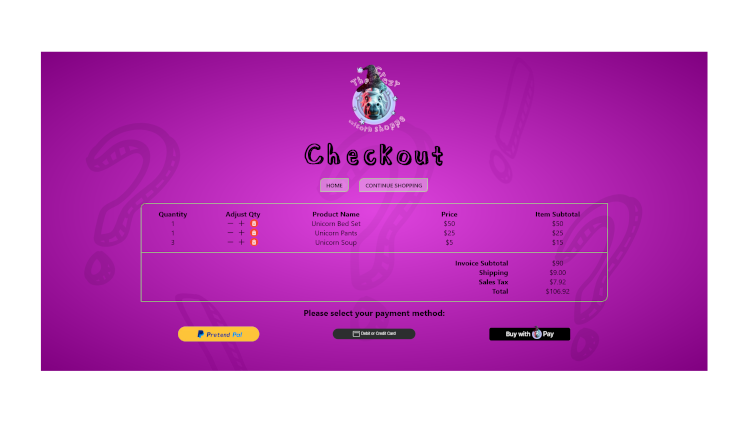 The Crazy
unicorn shoppe
Checkout
HOME CONTINUE SHOPPING
Quantity Adjust Qty Product Name Price Item Subtotal
1 − + Unicorn Bed Set $50 $50
1 − + Unicorn Pants $25 $25
3 − + Unicorn Soup $5 $15
Invoice Subtotal $90
Shipping $9.00
Sales Tax $7.92
Total $106.92
Please select your payment method:
Pretend Pal Debit or Credit Card Buy with Pay